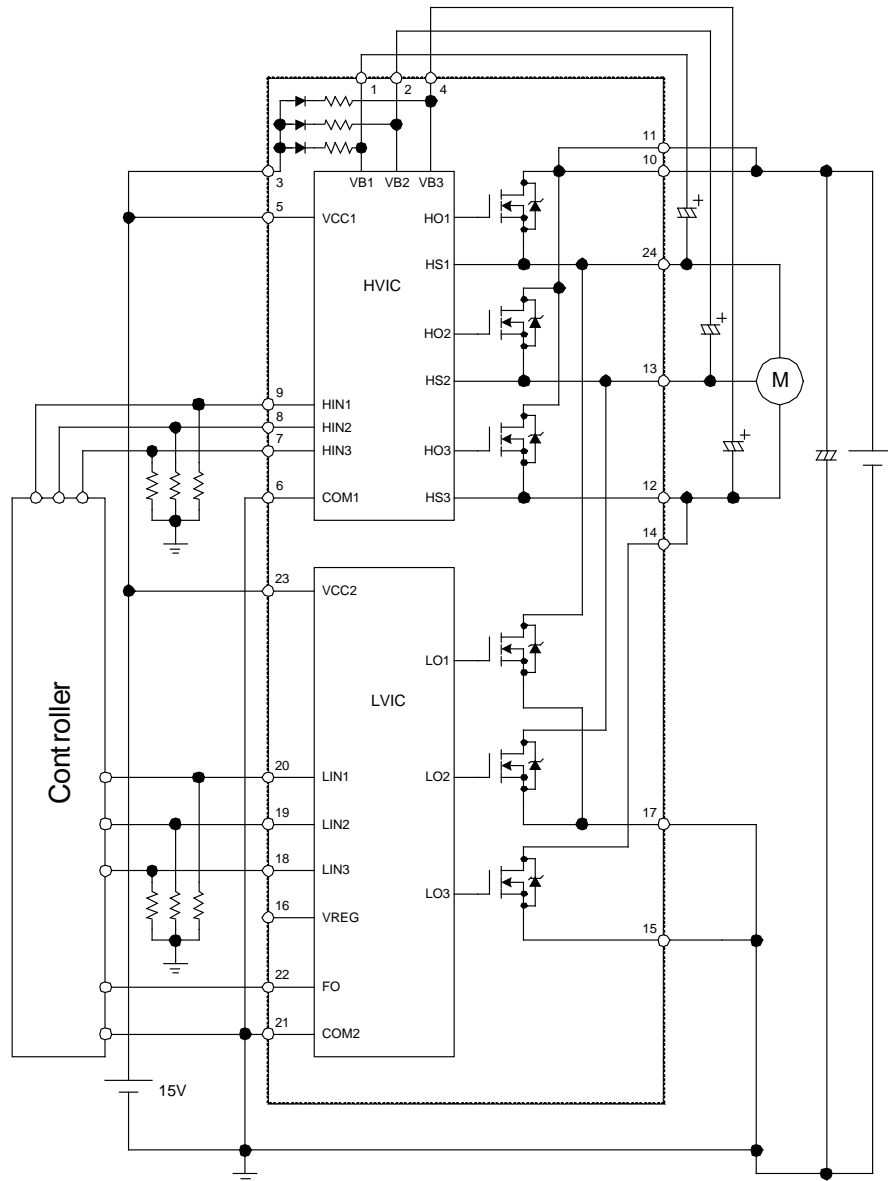 1
2
4
11
10
3
VB1
VB2
VB3
5
VCC1
HO1
+
24
HS1
HVIC
+
HO2
13
HS2
M
9
HIN1
8
HIN2
7
HIN3
+
HO3
6
COM1
12
HS3
14
23
VCC2
LO1
Controller
LVIC
20
LIN1
LO2
19
LIN2
17
18
LIN3
LO3
16
VREG
15
22
FO
21
COM2
15V